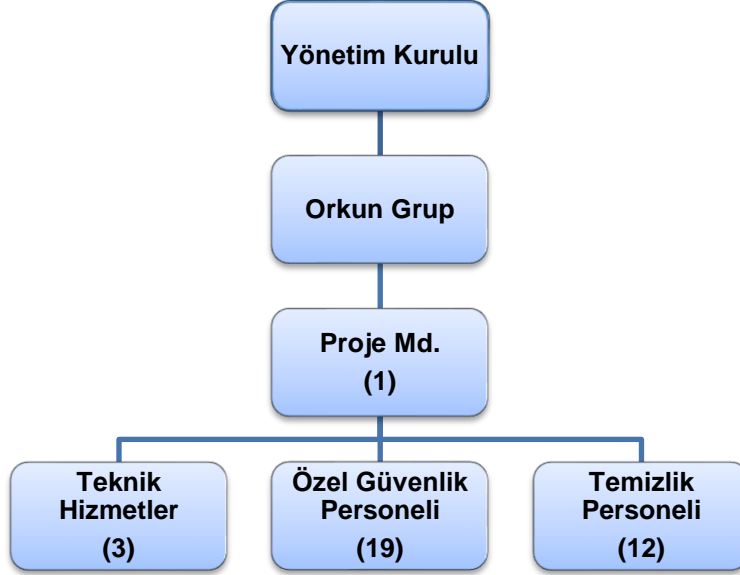 Yönetim Kurulu
Orkun Grup
Proje Md.
(1)
Teknik
Hizmetler
(3)
Özel Güvenlik
Personeli
(19)
Temizlik
Personeli
(12)